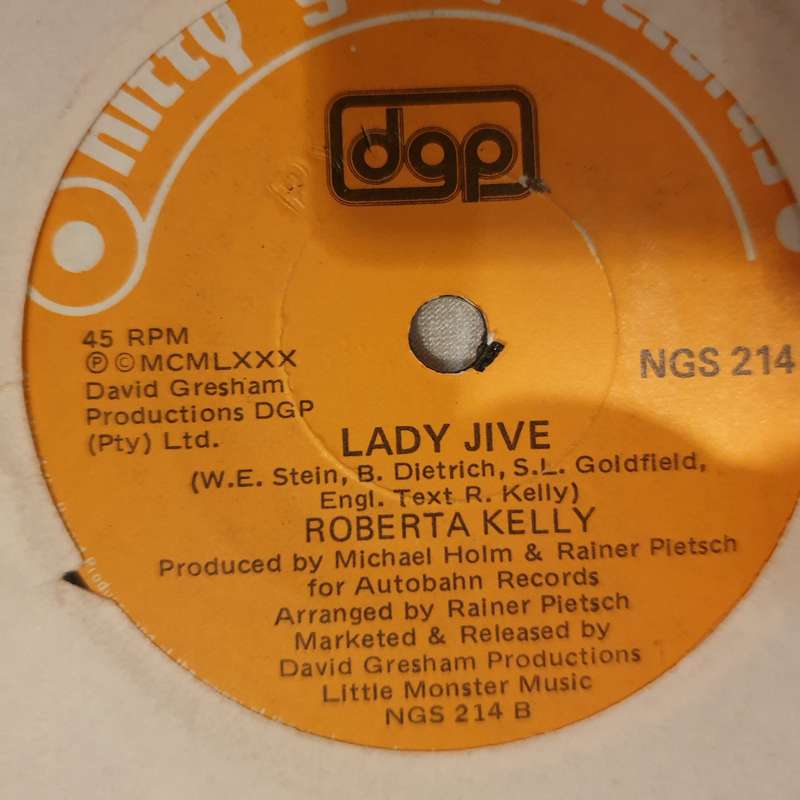 nitty
dgp
45 RPM
Ⓟ ©MCMLXXX
David Gresham
Productions DGP
(Pty) Ltd.
NGS 214
LADY JIVE
(W.E. Stein, B. Dietrich, S.L. Goldfield,
Engl. Text R. Kelly)
ROBERTA KELLY
Produced by Michael Holm & Rainer Pietsch
for Autobahn Records
Arranged by Rainer Pietsch
Marketed & Released by
David Gresham Productions
Little Monster Music
NGS 214 B